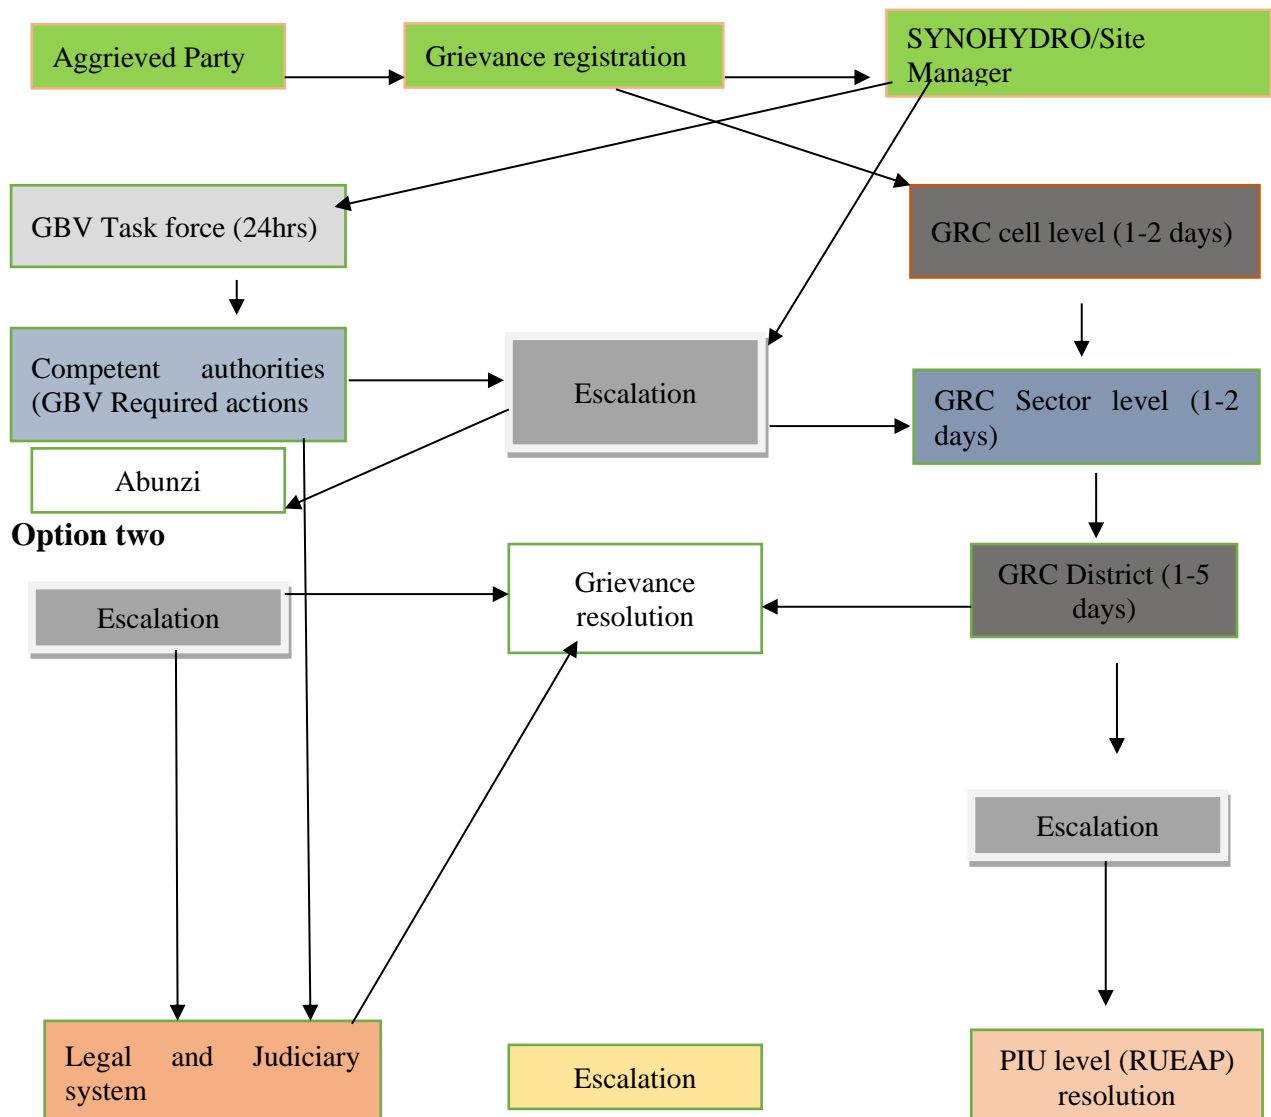 Aggrieved Party
Grievance registration
SYNOHYDRO/Site
Manager
GBV Task force (24hrs)
GRC cell level (1-2 days)
Competent authorities
(GBV Required actions
Escalation
GRC Sector level (1-2
days)
Abunzi
Option two
Escalation
Grievance
resolution
GRC District (1-5
days)
Escalation
Legal and Judiciary
system
Escalation
PIU level (RUEAP)
resolution